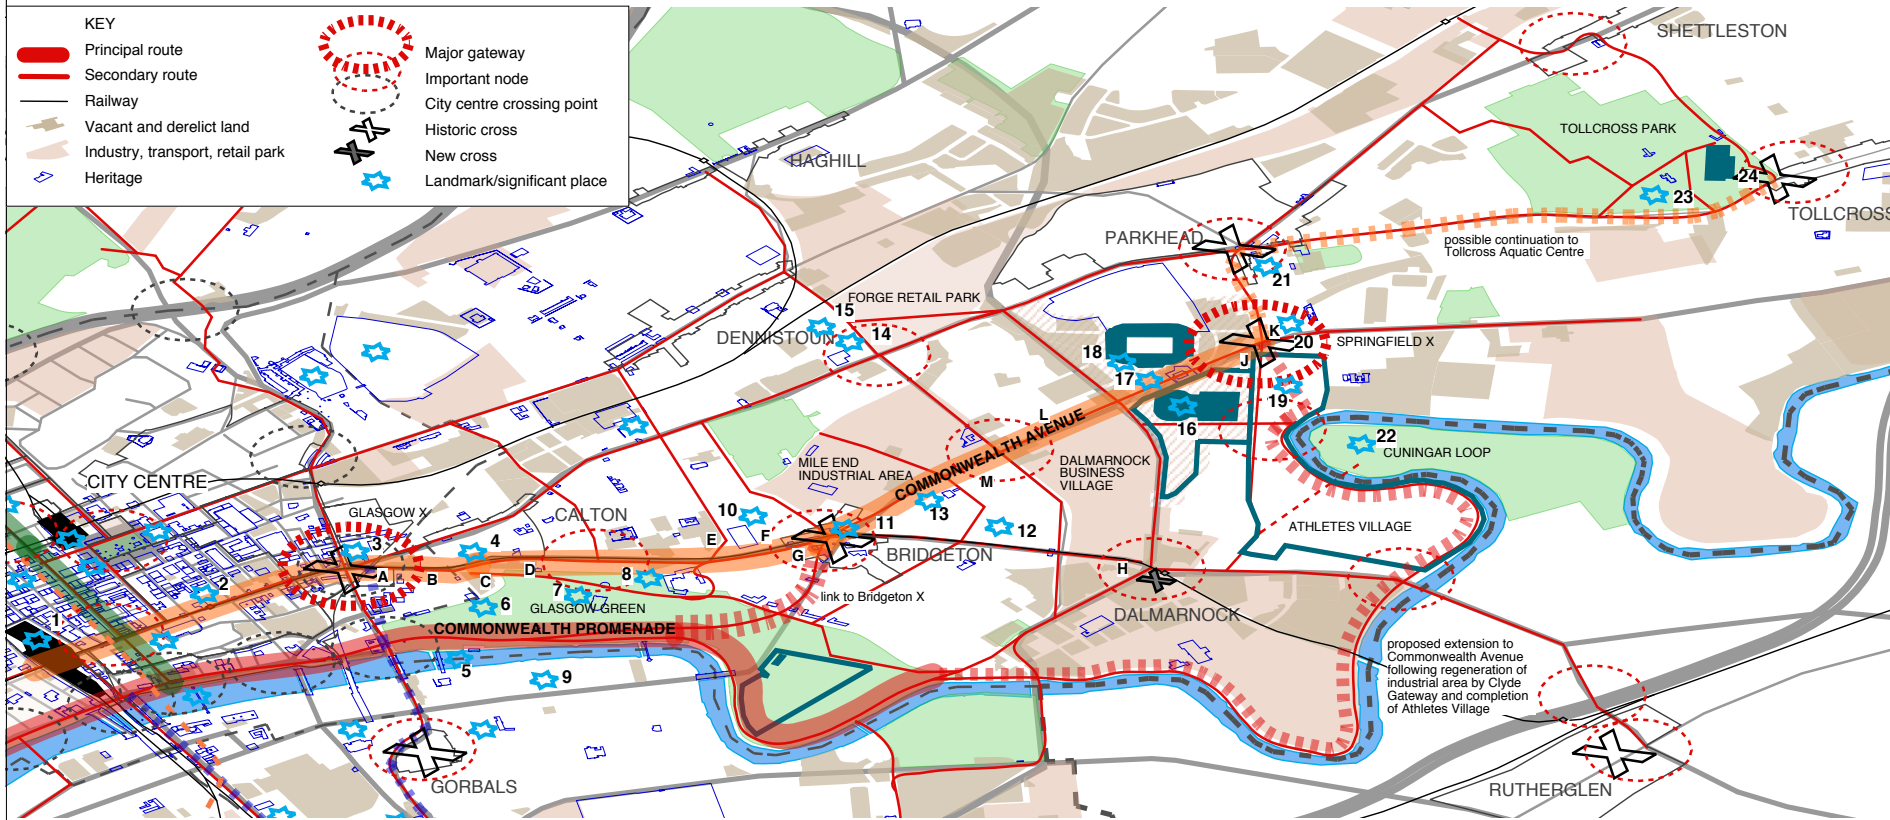 KEY
Principal route
Secondary route
Railway
Vacant and derelict land
Industry, transport, retail park
Heritage
Major gateway
Important node
City centre crossing point
Historic cross
New cross
Landmark/significant place
SHETTLESTON
TOLLCROSS PARK
HAGHILL
24
23
TOLLCROSS
PARKHEAD
possible continuation to
Tollcross Aquatic Centre
21
FORGE RETAIL PARK
15
14
DENNISTOUN
K
20
SPRINGFIELD X
18
J
17
19
16
L
COMMONWEALTH AVENUE
22
CUNINGAR LOOP
MILE END
INDUSTRIAL AREA
DALMARNOCK
BUSINESS
VILLAGE
M
CITY CENTRE
GLASGOW X
CALTON
10
13
11
12
ATHLETES VILLAGE
E
F
G
BRIDGETON
3
4
A
B
C
D
H
2
8
7
6
GLASGOW GREEN
link to Bridgeton X
DALMARNOCK
1
COMMONWEALTH PROMENADE
5
9
proposed extension to
Commonwealth Avenue
following regeneration of
industrial area by Clyde
Gateway and completion
of Athletes Village
GORBALS
RUTHERGLEN